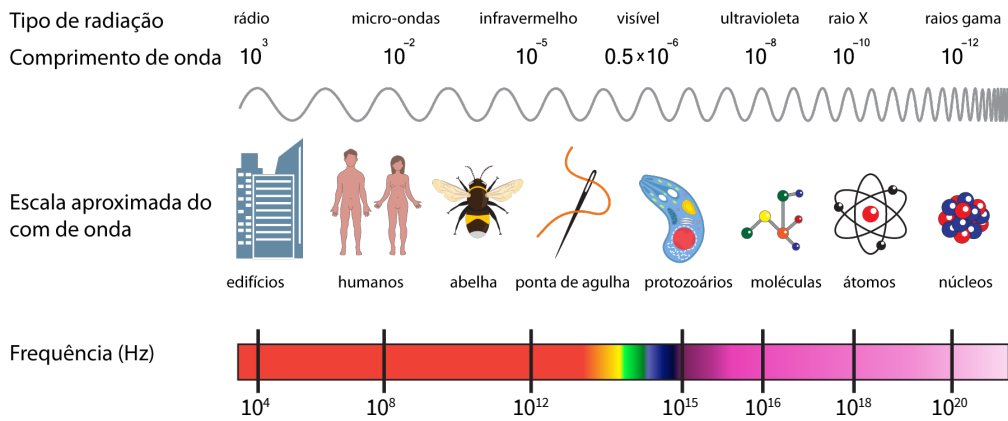 Tipo de radiação rádio micro-ondas infravermelho visível ultravioleta raio X raios gama
Comprimento de onda 10³ 10⁻² 10⁻⁵ 0.5×10⁻⁶ 10⁻⁸ 10⁻¹⁰ 10⁻¹²
Escala aproximada do
com de onda
edifícios humanos abelha ponta de agulha protozoários moléculas átomos núcleos
Frequência (Hz)
10⁴ 10⁸ 10¹² 10¹⁵ 10¹⁶ 10¹⁸ 10²⁰